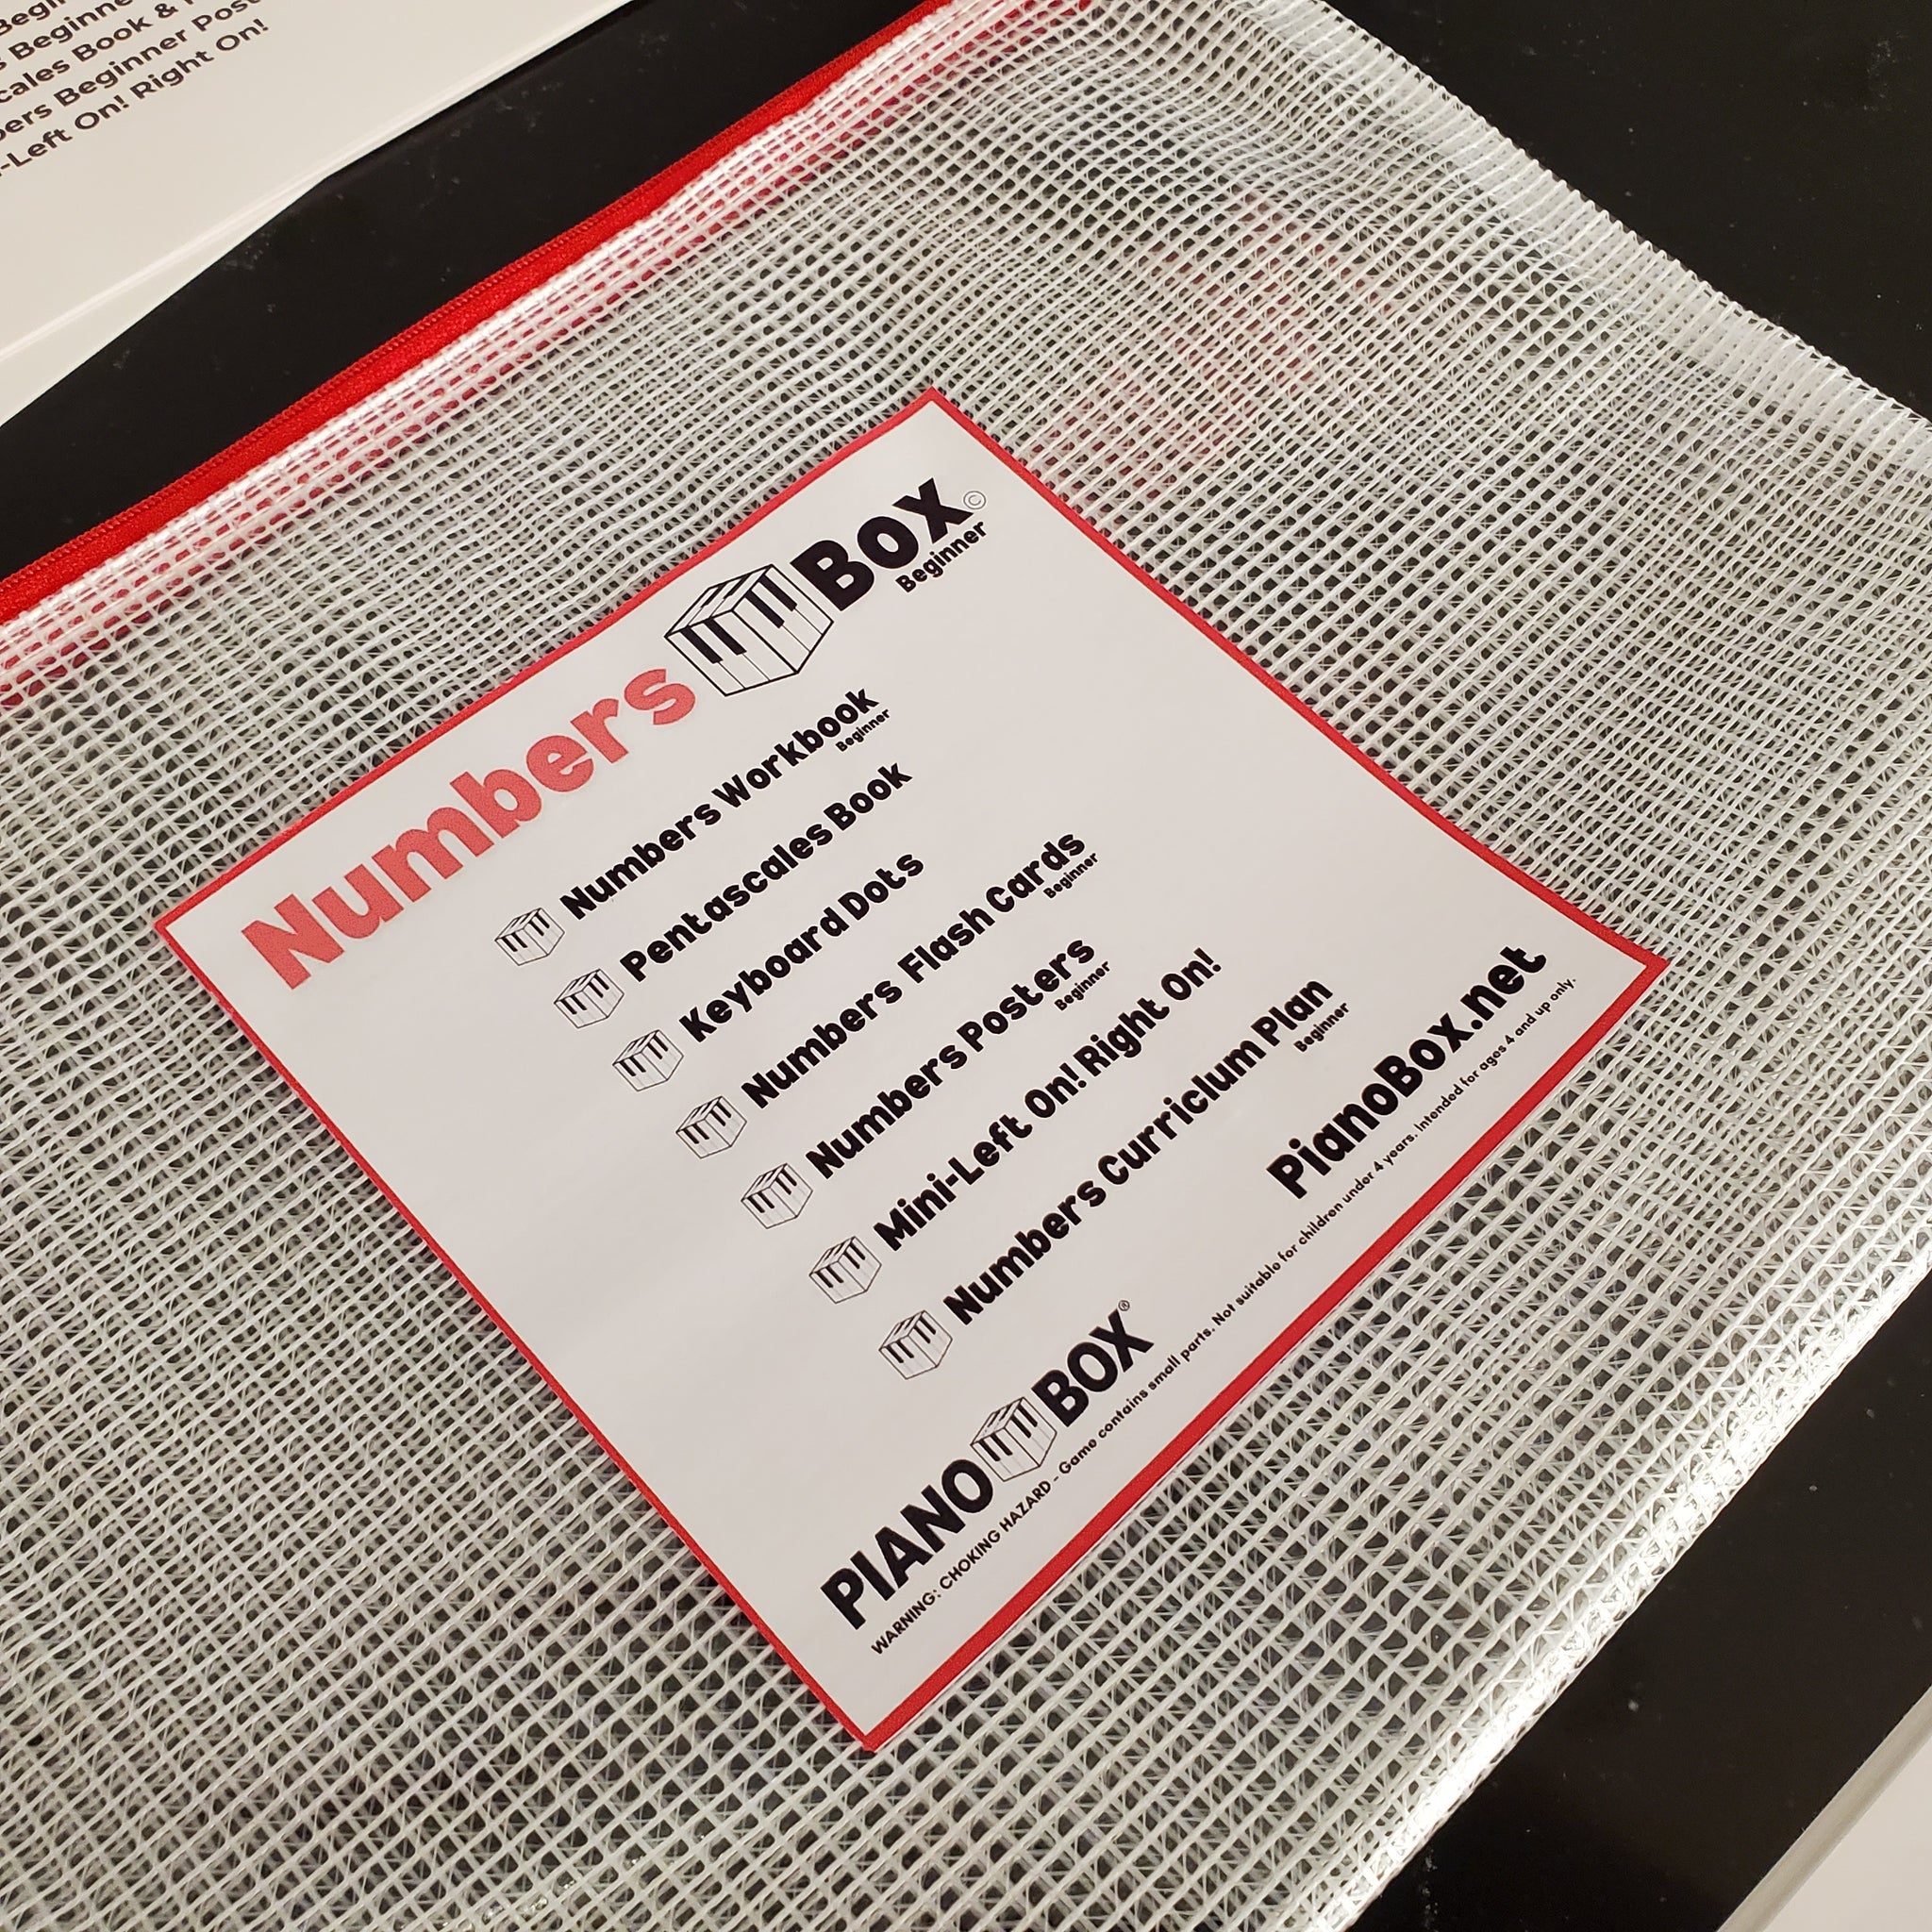 Beginne
cales Book &
ers Beginner Pos
-Left On! Right On!
Numbers Box©
Beginner
Numbers Workbook
Beginner
Pentascales Book
Keyboard Dots
Numbers Flash Cards
Beginner
Numbers Posters
Beginner
Mini-Left On! Right On!
Numbers Curriclum Plan
Beginner
PIANO BOX®
PianoBox.net
WARNING: CHOKING HAZARD - Game contains small parts. Not suitable for children under 4 years. Intended for ages 4 and up only.